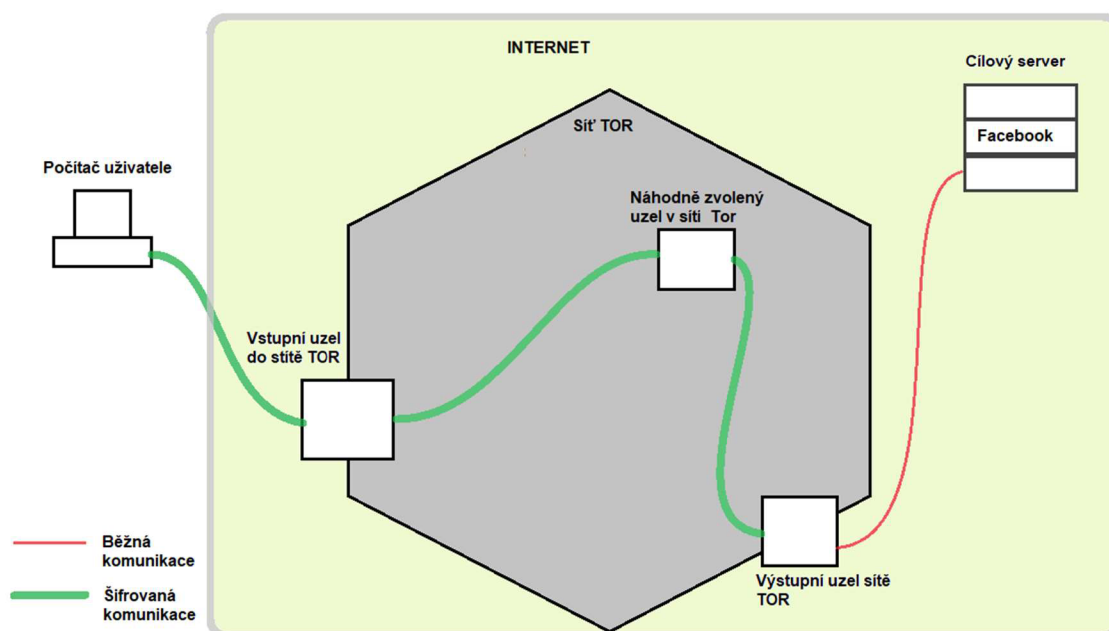 INTERNET
Cílový server
Síť TOR
Facebook
Počítač uživatele
Náhodně zvolený
uzel v síti Tor
Vstupní uzel
do stítě TOR
Běžná
komunikace
Šifrovaná
komunikace
Výstupní uzel sítě
TOR